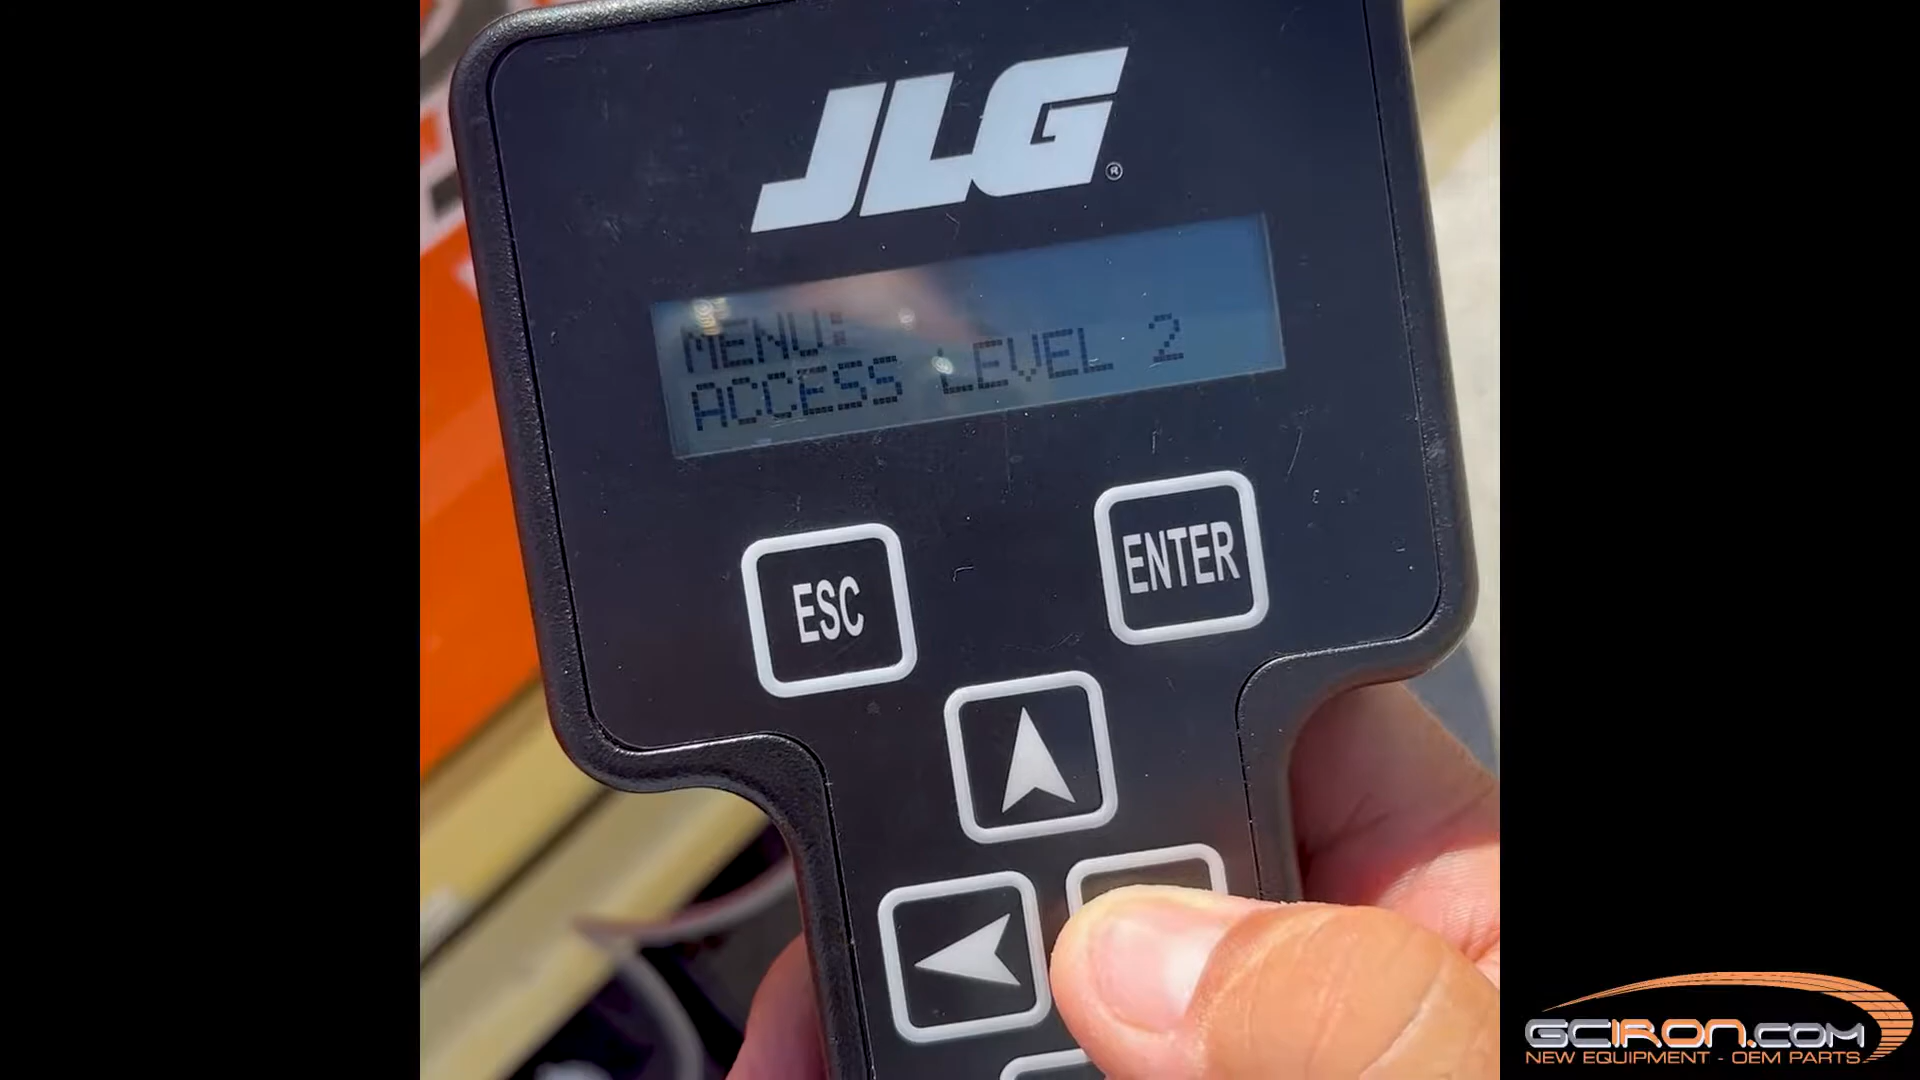 JLG®
MENU:
ACCESS LEVEL 2
ESC
ENTER
GCIRON.COM
NEW EQUIPMENT - OEM PARTS